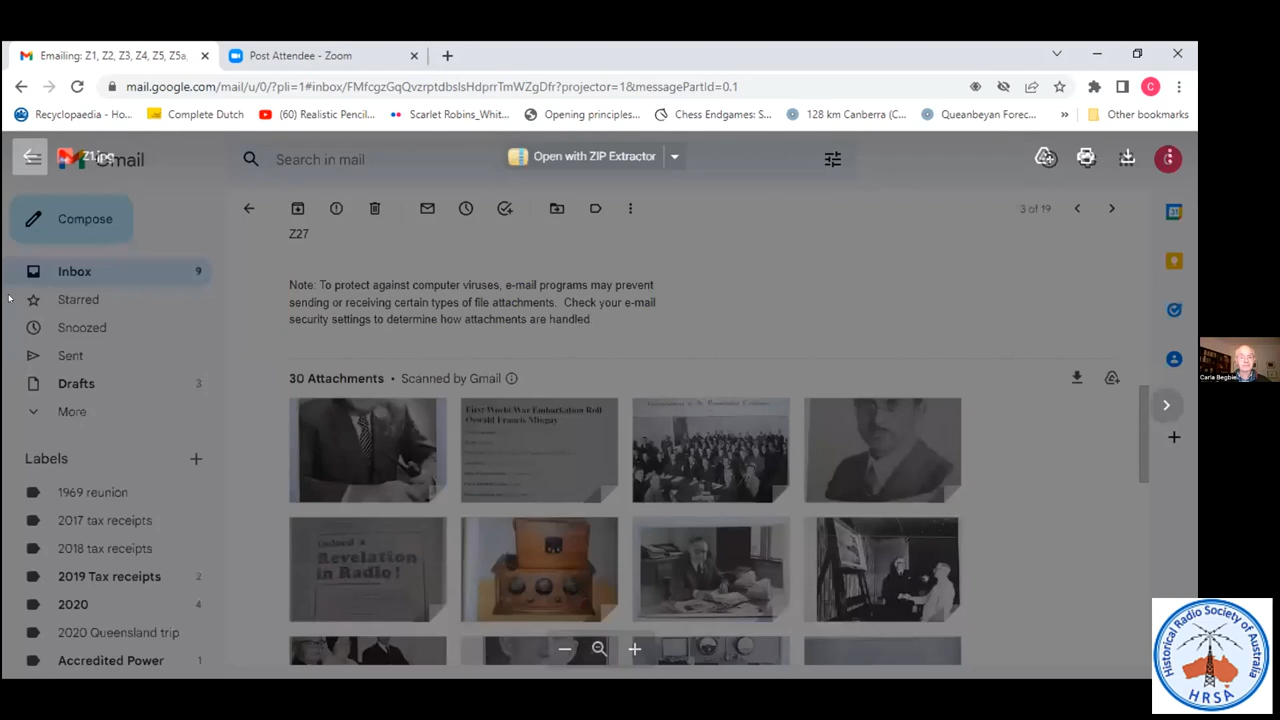 Emailing: Z1, Z2, Z3, Z4, Z5, Z5a,
Post Attendee - Zoom
mail.google.com/mail/u/0/?pli=1#inbox/FMfcgzGqQvzrptdbtsHdprrTmWZgDfr?projector=1&messagePartId=0.1
Recyclopaedia - Ho...
Complete Dutch
(60) Realistic Pencil...
Scarlet Robins_Whit...
Opening principles...
Chess Endgames: S...
128 km Canberra (C...
Queanbeyan Forec...
Other bookmarks
Gmail
Z1.jpg
Search in mail
Open with ZIP Extractor
Compose
3 of 19
Z27
Inbox 9
Starred
Snoozed
Sent
Drafts 3
More
Labels
1969 reunion
2017 tax receipts
2018 tax receipts
2019 Tax receipts 2
2020 4
2020 Queensland trip
Accredited Power 1
Note: To protect against computer viruses, e-mail programs may prevent
sending or receiving certain types of file attachments. Check your e-mail
security settings to determine how attachments are handled.
30 Attachments • Scanned by Gmail
First World War Embarkation Roll
Oswald Francis Mingay
Indeed a
Revelation
in Radio!
Carla Begbie
Historical Radio Society of Australia
HRSA